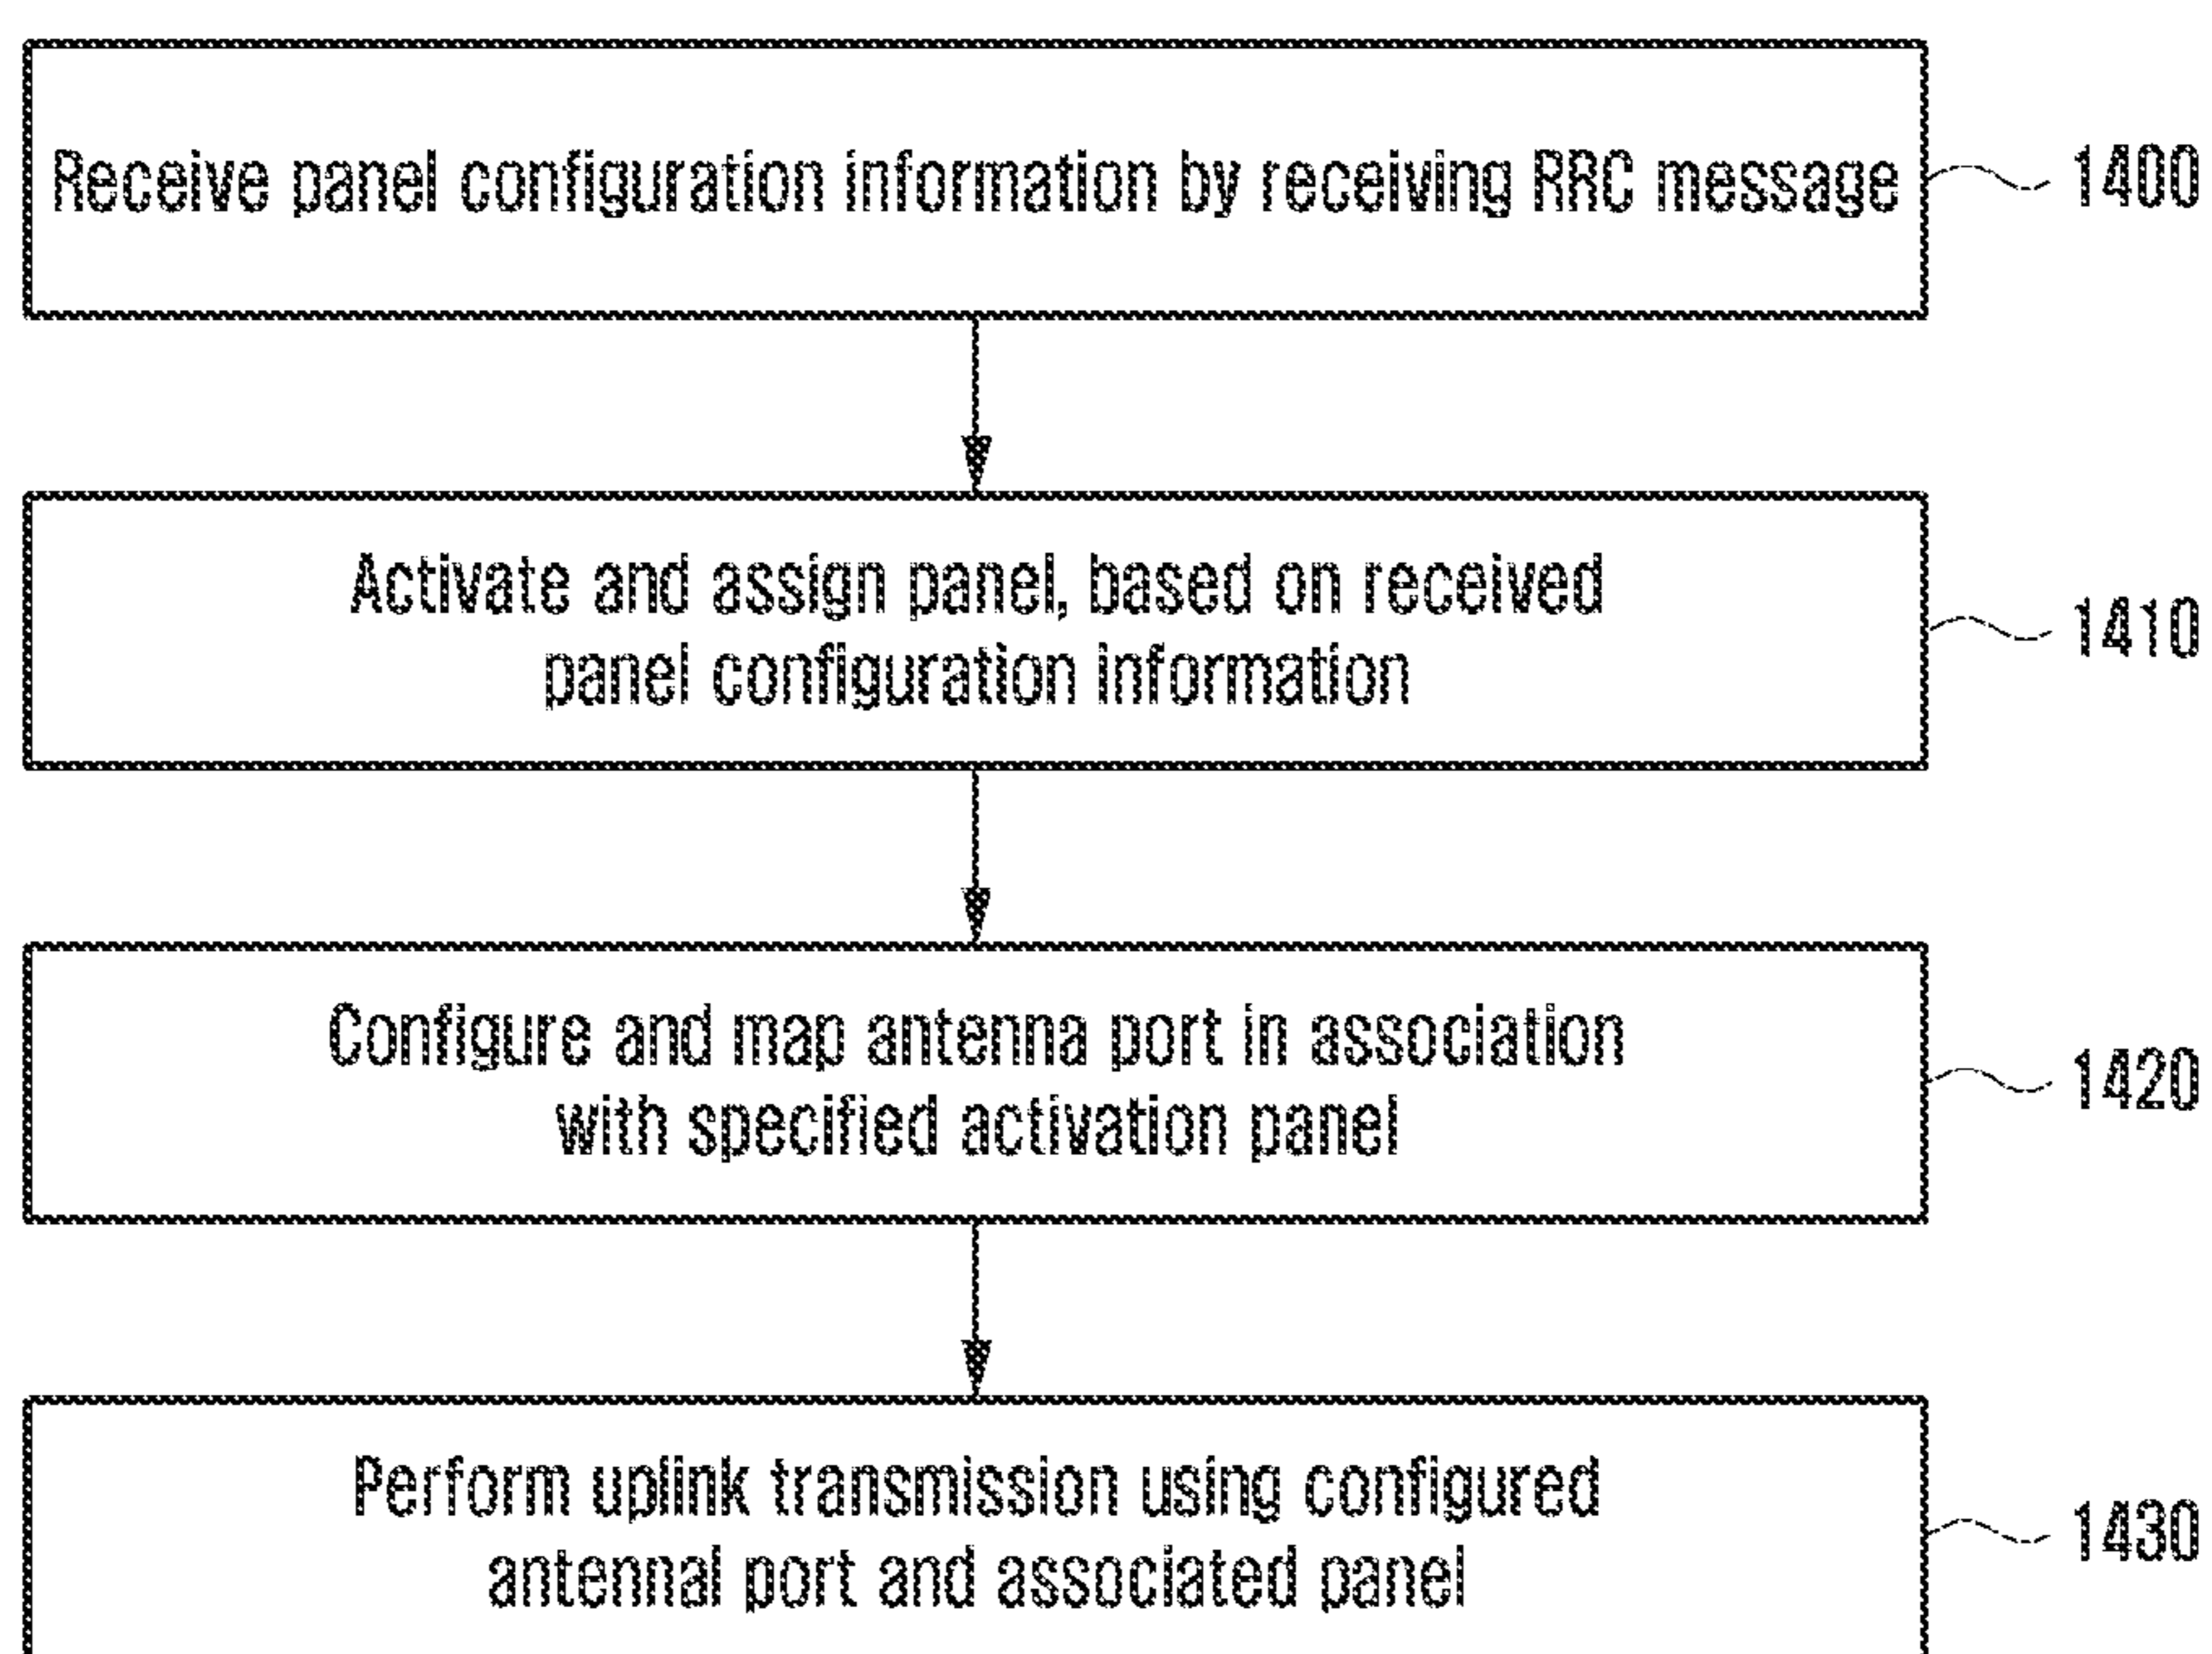 Receive panel configuration information by receiving RRC message
1400
Activate and assign panel, based on received
panel configuration information
1410
Configure and map antenna port in association
with specified activation panel
1420
Perform uplink transmission using configured
antennal port and associated panel
1430